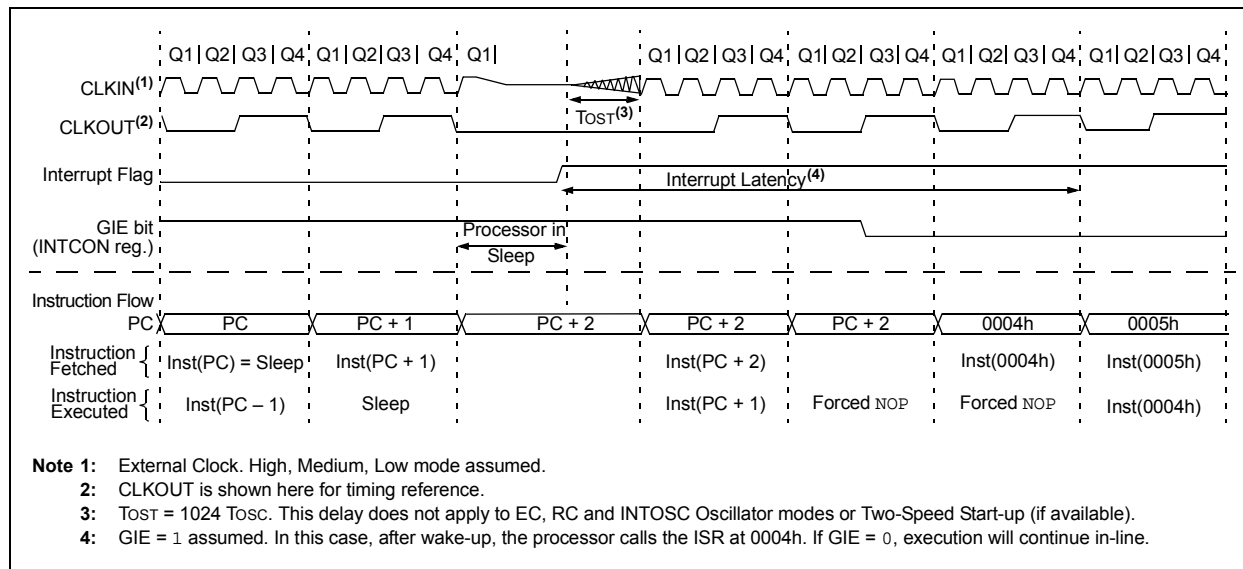 Q1| Q2| Q3| Q4 Q1| Q2| Q3| Q4 Q1| Q1| Q2| Q3| Q4 Q1| Q2| Q3| Q4 Q1| Q2| Q3| Q4 Q1| Q2| Q3| Q4
CLKIN(1)
TOST(3)
CLKOUT(2)
Interrupt Flag
Interrupt Latency(4)
GIE bit
(INTCON reg.)
Processor in
Sleep
Instruction Flow
PC PC PC + 1 PC + 2 PC + 2 PC + 2 0004h 0005h
Instruction
Fetched
Inst(PC) = Sleep Inst(PC + 1) Inst(PC + 2) Inst(0004h) Inst(0005h)
Instruction
Executed
Inst(PC – 1) Sleep Inst(PC + 1) Forced NOP Forced NOP Inst(0004h)
Note 1: External Clock. High, Medium, Low mode assumed.
2: CLKOUT is shown here for timing reference.
3: TOST = 1024 TOSC. This delay does not apply to EC, RC and INTOSC Oscillator modes or Two-Speed Start-up (if available).
4: GIE = 1 assumed. In this case, after wake-up, the processor calls the ISR at 0004h. If GIE = 0, execution will continue in-line.